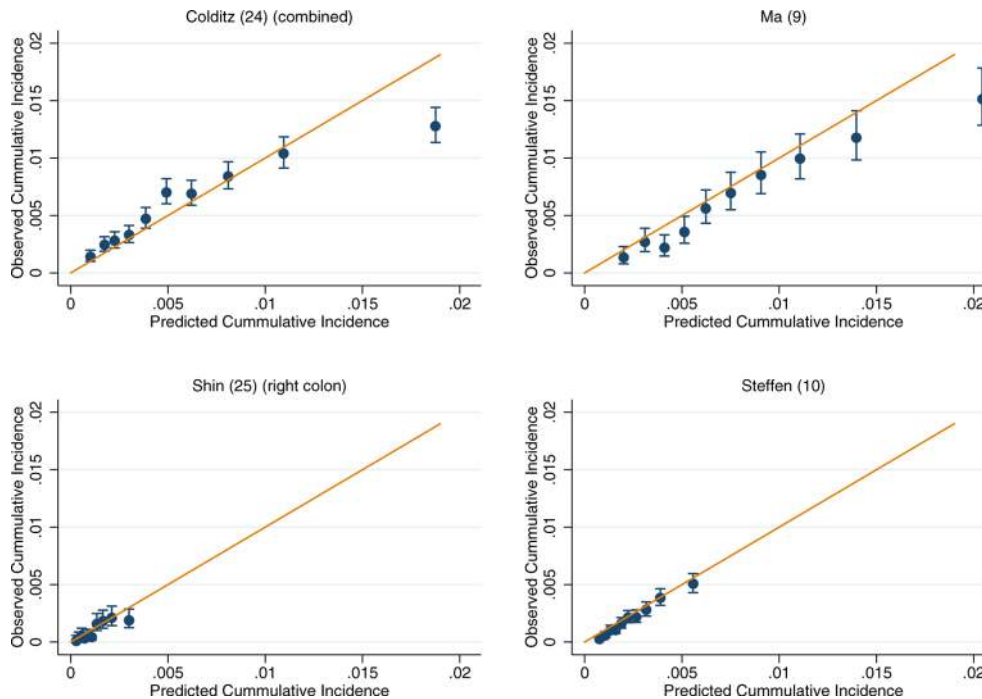 Colditz (24) (combined)
Observed Cummulative Incidence
.02
.015
.01
.005
0
0 .005 .01 .015 .02
Predicted Cummulative Incidence
Ma (9)
Observed Cummulative Incidence
.02
.015
.01
.005
0
0 .005 .01 .015 .02
Predicted Cummulative Incidence
Shin (25) (right colon)
Observed Cummulative Incidence
.02
.015
.01
.005
0
0 .005 .01 .015 .02
Predicted Cummulative Incidence
Steffen (10)
Observed Cummulative Incidence
.02
.015
.01
.005
0
0 .005 .01 .015 .02
Predicted Cummulative Incidence